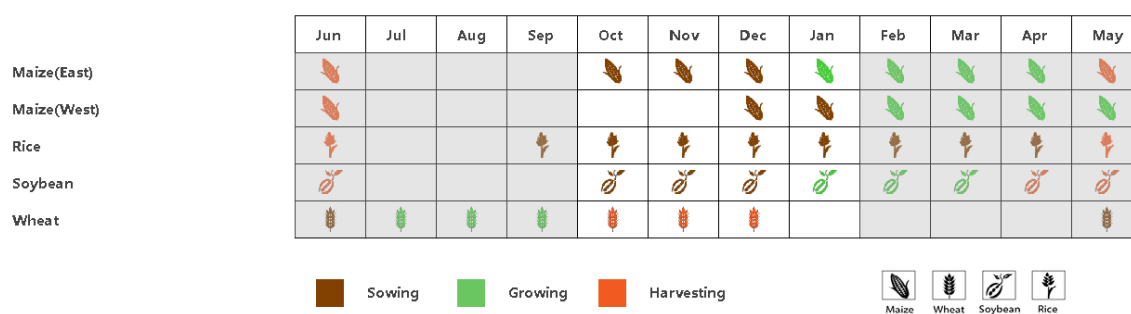 Jun Jul Aug Sep Oct Nov Dec Jan Feb Mar Apr May
Maize(East)
Maize(West)
Rice
Soybean
Wheat
Sowing Growing Harvesting
Maize Wheat Soybean Rice